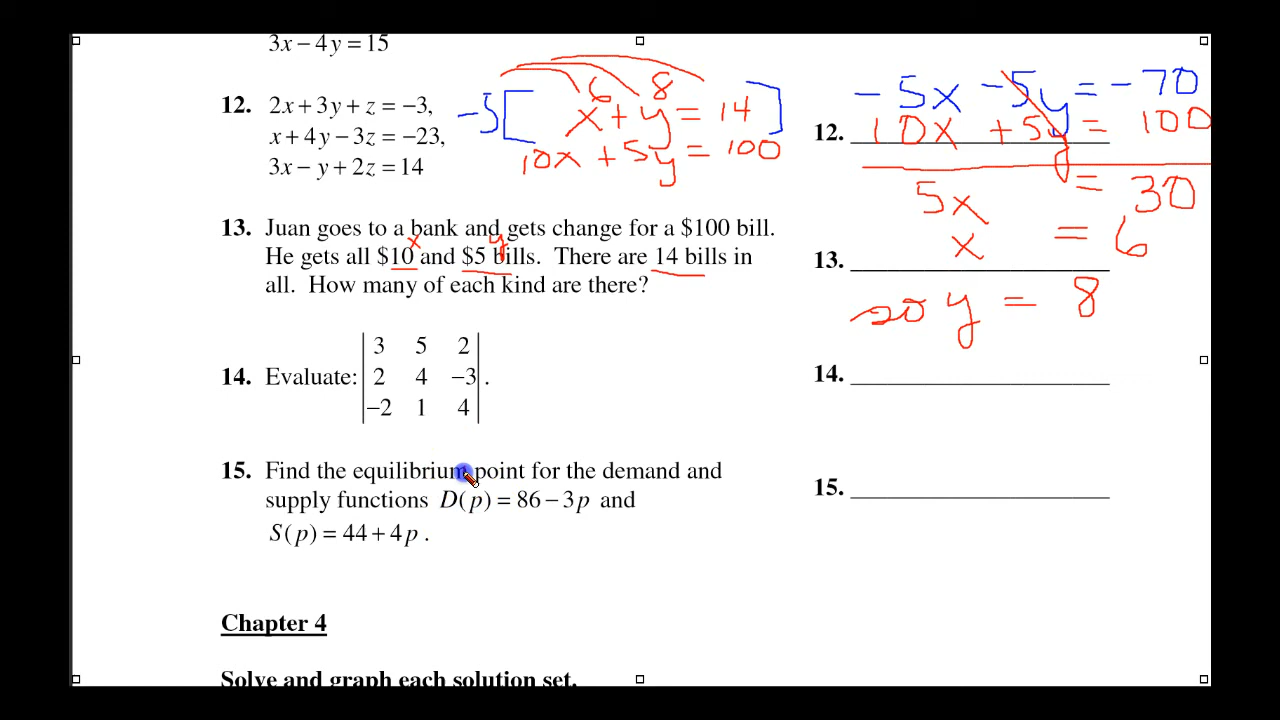 3x − 4y = 15
12. 2x + 3y + z = −3,
x + 4y − 3z = −23,
3x − y + 2z = 14
6 8
−5[ x + y = 14 ]
10x + 5y = 100
−5x −5y = −70
12. 10x + 5y = 100
5x = 30
x = 6
13. Juan goes to a bank and gets change for a $100 bill.
x y
He gets all $10 and $5 bills. There are 14 bills in
all. How many of each kind are there?
13.
so y = 8
14. Evaluate: | 3 5 2 |
| 2 4 −3 | .
| −2 1 4 |
14.
15. Find the equilibrium point for the demand and
supply functions D(p) = 86 − 3p and
S(p) = 44 + 4p .
15.
Chapter 4
Solve and graph each solution set.